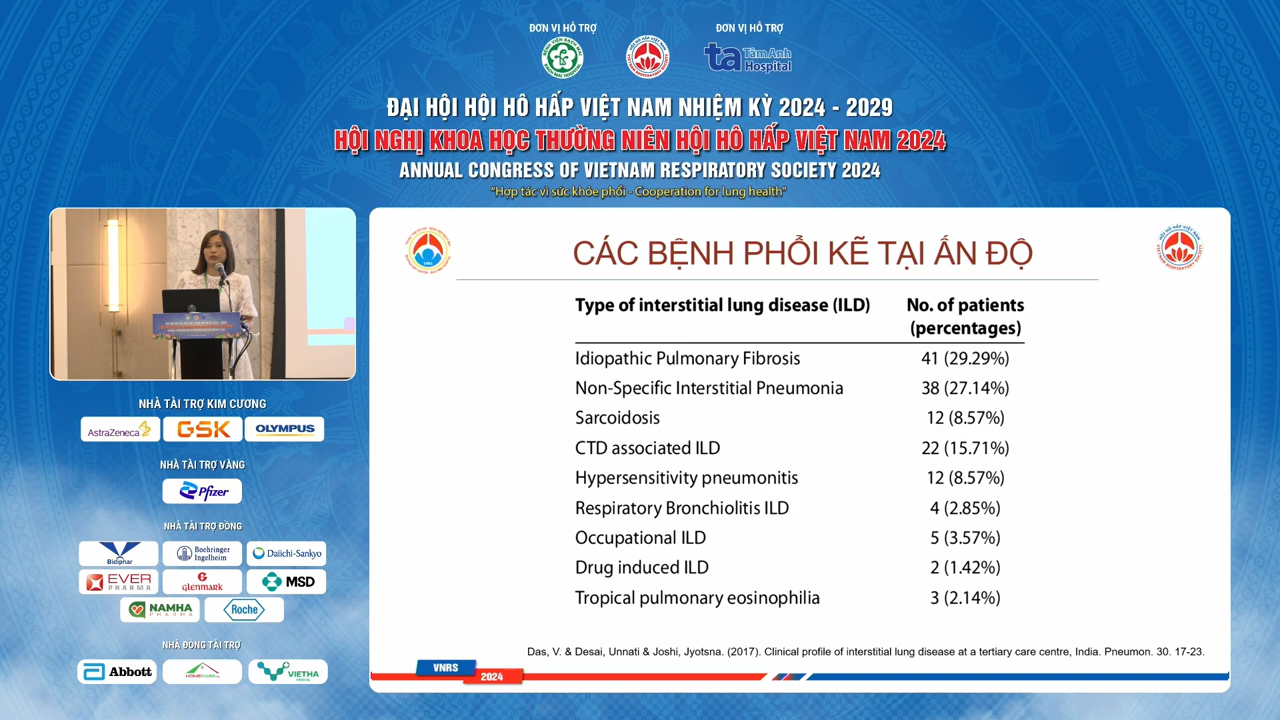 ĐƠN VỊ HỖ TRỢ
ĐƠN VỊ HỖ TRỢ
ta TâmAnh Hospital
ĐẠI HỘI HỘI HÔ HẤP VIỆT NAM NHIỆM KỲ 2024 - 2029
HỘI NGHỊ KHOA HỌC THƯỜNG NIÊN HỘI HÔ HẤP VIỆT NAM 2024
ANNUAL CONGRESS OF VIETNAM RESPIRATORY SOCIETY 2024
"Hợp tác vì sức khỏe phổi - Cooperation for lung health"
NHÀ TÀI TRỢ KIM CƯƠNG
AstraZeneca
GSK
OLYMPUS
NHÀ TÀI TRỢ VÀNG
Pfizer
NHÀ TÀI TRỢ ĐỒNG
Bidiphar
Boehringer Ingelheim
Daiichi-Sankyo
EVER PHARMA
glenmark
MSD
NAMHA PHARMA
Roche
NHÀ ĐỒNG TÀI TRỢ
Abbott
VIETHA
CÁC BỆNH PHỔI KẼ TẠI ẤN ĐỘ
Type of interstitial lung disease (ILD) No. of patients
(percentages)
Idiopathic Pulmonary Fibrosis 41 (29.29%)
Non-Specific Interstitial Pneumonia 38 (27.14%)
Sarcoidosis 12 (8.57%)
CTD associated ILD 22 (15.71%)
Hypersensitivity pneumonitis 12 (8.57%)
Respiratory Bronchiolitis ILD 4 (2.85%)
Occupational ILD 5 (3.57%)
Drug induced ILD 2 (1.42%)
Tropical pulmonary eosinophilia 3 (2.14%)
Das, V. & Desai, Unnati & Joshi, Jyotsna. (2017). Clinical profile of interstitial lung disease at a tertiary care centre, India. Pneumon. 30. 17-23.
VNRS
2024